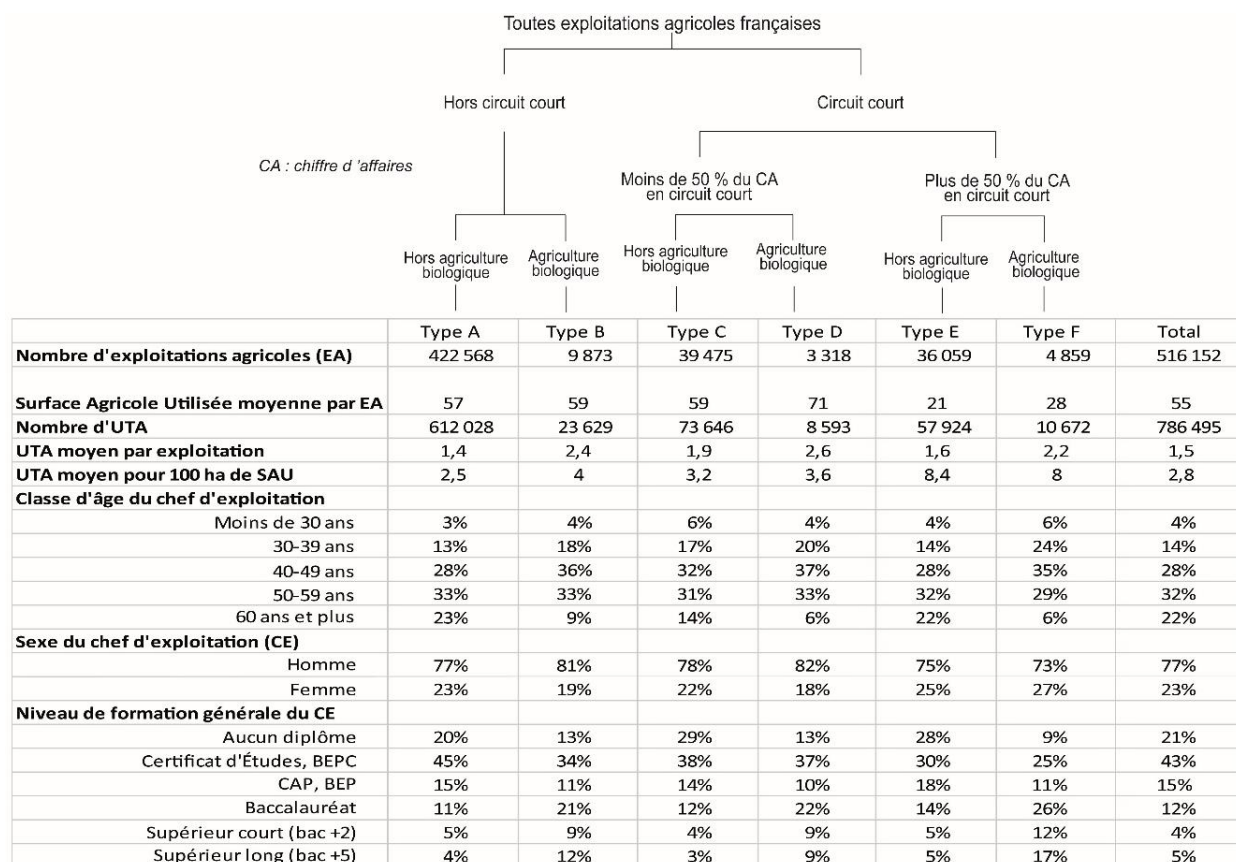 Toutes exploitations agricoles françaises
Hors circuit court Circuit court
CA : chiffre d 'affaires
Moins de 50 % du CA
en circuit court
Plus de 50 % du CA
en circuit court
Hors agriculture
biologique
Agriculture
biologique
Hors agriculture
biologique
Agriculture
biologique
Hors agriculture
biologique
Agriculture
biologique
Type A Type B Type C Type D Type E Type F Total
Nombre d'exploitations agricoles (EA) 422 568 9 873 39 475 3 318 36 059 4 859 516 152
Surface Agricole Utilisée moyenne par EA 57 59 59 71 21 28 55
Nombre d'UTA 612 028 23 629 73 646 8 593 57 924 10 672 786 495
UTA moyen par exploitation 1,4 2,4 1,9 2,6 1,6 2,2 1,5
UTA moyen pour 100 ha de SAU 2,5 4 3,2 3,6 8,4 8 2,8
Classe d'âge du chef d'exploitation
Moins de 30 ans 3% 4% 6% 4% 4% 6% 4%
30-39 ans 13% 18% 17% 20% 14% 24% 14%
40-49 ans 28% 36% 32% 37% 28% 35% 28%
50-59 ans 33% 33% 31% 33% 32% 29% 32%
60 ans et plus 23% 9% 14% 6% 22% 6% 22%
Sexe du chef d'exploitation (CE)
Homme 77% 81% 78% 82% 75% 73% 77%
Femme 23% 19% 22% 18% 25% 27% 23%
Niveau de formation générale du CE
Aucun diplôme 20% 13% 29% 13% 28% 9% 21%
Certificat d'Études, BEPC 45% 34% 38% 37% 30% 25% 43%
CAP, BEP 15% 11% 14% 10% 18% 11% 15%
Baccalauréat 11% 21% 12% 22% 14% 26% 12%
Supérieur court (bac +2) 5% 9% 4% 9% 5% 12% 4%
Supérieur long (bac +5) 4% 12% 3% 9% 5% 17% 5%